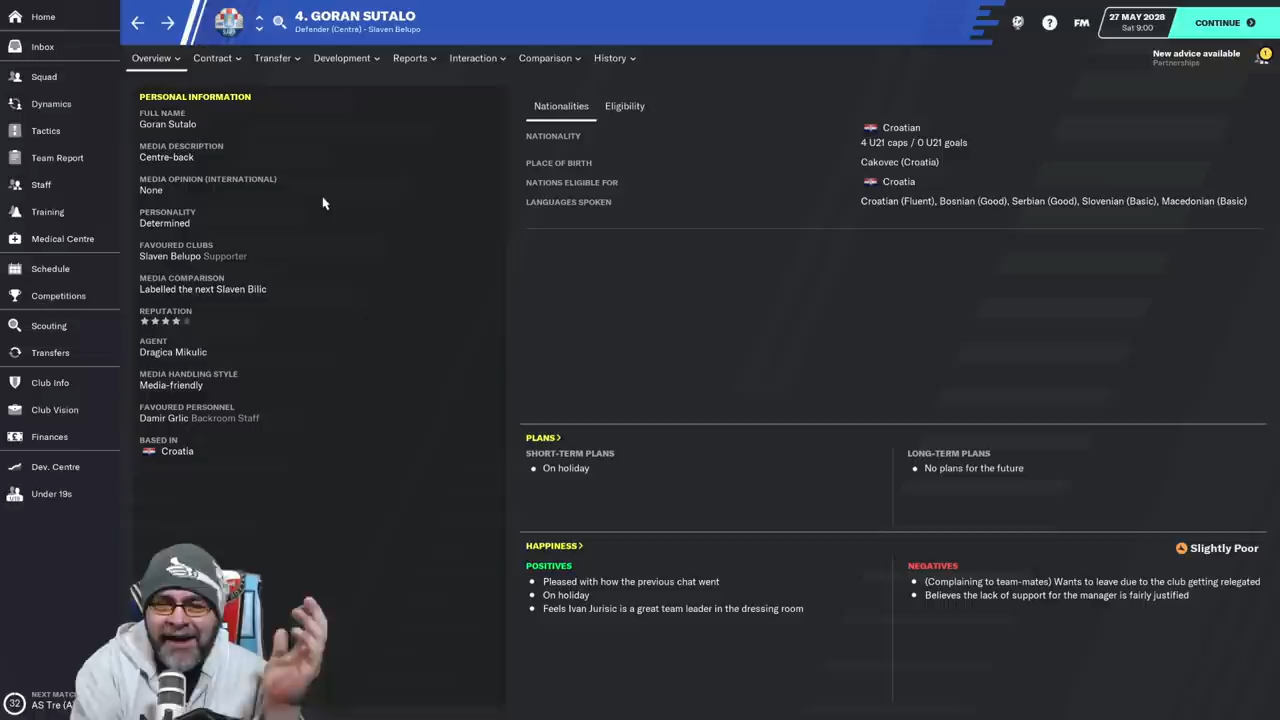 Home
Inbox
Squad
Dynamics
Tactics
Team Report
Staff
Training
Medical Centre
Schedule
Competitions
Scouting
Transfers
Club Info
Club Vision
Finances
Dev. Centre
Under 19s
32
NEXT MATC
AS Tre (A
4. GORAN SUTALO
Defender (Centre) - Slaven Belupo
FM
27 MAY 2028
Sat 9:00
CONTINUE
Overview
Contract
Transfer
Development
Reports
Interaction
Comparison
History
New advice available
Partnerships
1
PERSONAL INFORMATION
FULL NAME
Goran Sutalo
MEDIA DESCRIPTION
Centre-back
MEDIA OPINION (INTERNATIONAL)
None
PERSONALITY
Determined
FAVOURED CLUBS
Slaven Belupo Supporter
MEDIA COMPARISON
Labelled the next Slaven Bilic
REPUTATION
AGENT
Dragica Mikulic
MEDIA HANDLING STYLE
Media-friendly
FAVOURED PERSONNEL
Damir Grlic Backroom Staff
BASED IN
Croatia
Nationalities
Eligibility
NATIONALITY
Croatian
4 U21 caps / 0 U21 goals
PLACE OF BIRTH
Cakovec (Croatia)
NATIONS ELIGIBLE FOR
Croatia
LANGUAGES SPOKEN
Croatian (Fluent), Bosnian (Good), Serbian (Good), Slovenian (Basic), Macedonian (Basic)
PLANS >
SHORT-TERM PLANS
On holiday
LONG-TERM PLANS
No plans for the future
HAPPINESS >
Slightly Poor
POSITIVES
Pleased with how the previous chat went
On holiday
Feels Ivan Jurisic is a great team leader in the dressing room
NEGATIVES
(Complaining to team-mates) Wants to leave due to the club getting relegated
Believes the lack of support for the manager is fairly justified